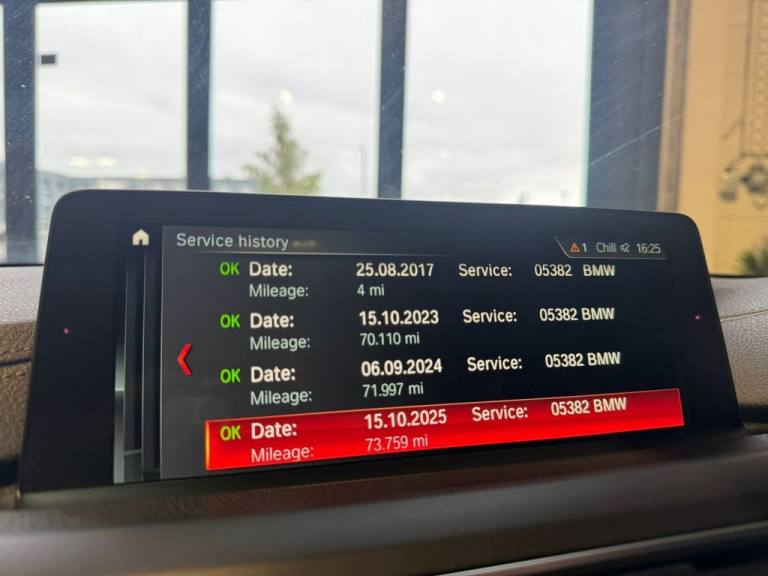 Service history
1 Chill 16:25
OK Date: 25.08.2017 Service: 05382 BMW
Mileage: 4 mi
OK Date: 15.10.2023 Service: 05382 BMW
Mileage: 70.110 mi
OK Date: 06.09.2024 Service: 05382 BMW
Mileage: 71.997 mi
OK Date: 15.10.2025 Service: 05382 BMW
Mileage: 73.759 mi